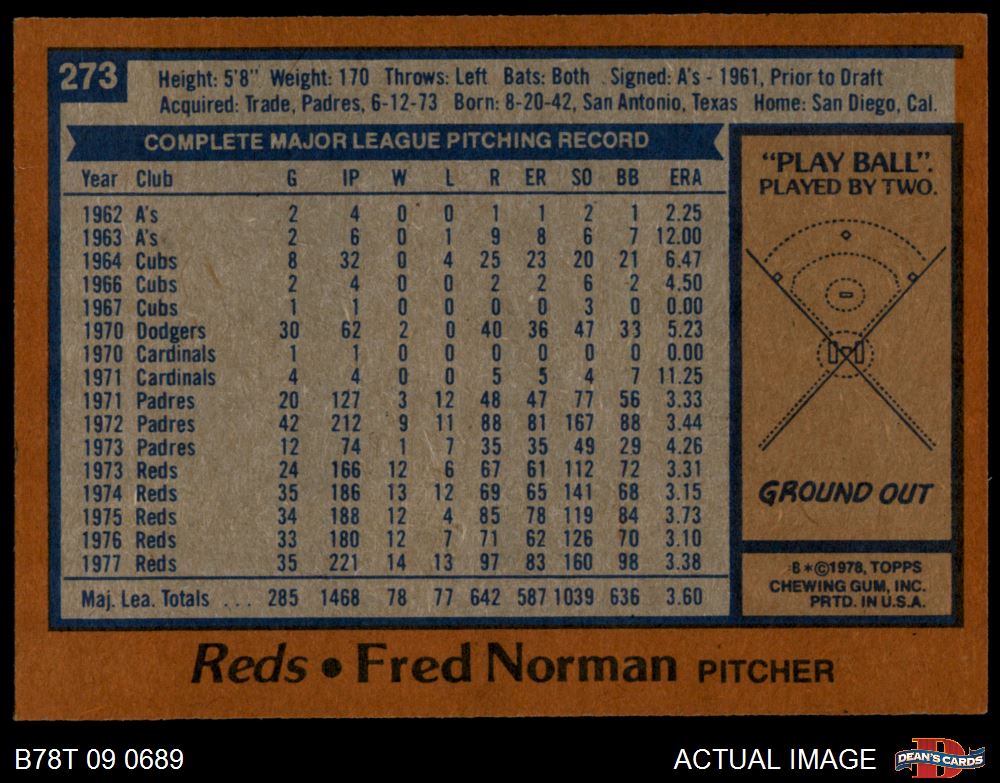 273
Height: 5'8" Weight: 170 Throws: Left Bats: Both Signed: A's - 1961, Prior to Draft
Acquired: Trade, Padres, 6-12-73 Born: 8-20-42, San Antonio, Texas Home: San Diego, Cal.
COMPLETE MAJOR LEAGUE PITCHING RECORD
Year Club G IP W L R ER SO BB ERA
1962 A's 2 4 0 0 1 1 2 1 2.25
1963 A's 2 6 0 1 9 8 6 7 12.00
1964 Cubs 8 32 0 4 25 23 20 21 6.47
1966 Cubs 2 4 0 0 2 2 6 2 4.50
1967 Cubs 1 1 0 0 0 0 3 0 0.00
1970 Dodgers 30 62 2 0 40 36 47 33 5.23
1970 Cardinals 1 1 0 0 0 0 0 0 0.00
1971 Cardinals 4 4 0 0 5 5 4 7 11.25
1971 Padres 20 127 3 12 48 47 77 56 3.33
1972 Padres 42 212 9 11 88 81 167 88 3.44
1973 Padres 12 74 1 7 35 35 49 29 4.26
1973 Reds 24 166 12 6 67 61 112 72 3.31
1974 Reds 35 186 13 12 69 65 141 68 3.15
1975 Reds 34 188 12 4 85 78 119 84 3.73
1976 Reds 33 180 12 7 71 62 126 70 3.10
1977 Reds 35 221 14 13 97 83 160 98 3.38
Maj. Lea. Totals ... 285 1468 78 77 642 587 1039 636 3.60
"PLAY BALL".
PLAYED BY TWO.
GROUND OUT
B*©1978, TOPPS
CHEWING GUM, INC.
PRTD. IN U.S.A.
Reds • Fred Norman PITCHER
B78T 09 0689
ACTUAL IMAGE
D
DEAN'S CARDS